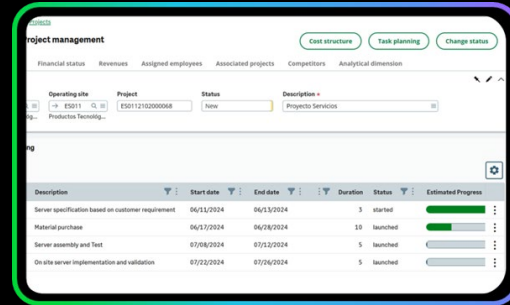 Projects
Project management
Cost structure
Task planning
Change status
Financial status Revenues Assigned employees Associated projects Competitors Analytical dimension
Operating site Project Status Description *
ES011 ES0112102000068 New Proyecto Servicios
Productos Tecnológ...
Description Start date End date Duration Status Estimated Progress
Server specification based on customer requirement 06/11/2024 06/13/2024 3 started
Material purchase 06/17/2024 06/28/2024 10 launched
Server assembly and Test 07/08/2024 07/12/2024 5 launched
On site server implementation and validation 07/22/2024 07/26/2024 5 launched